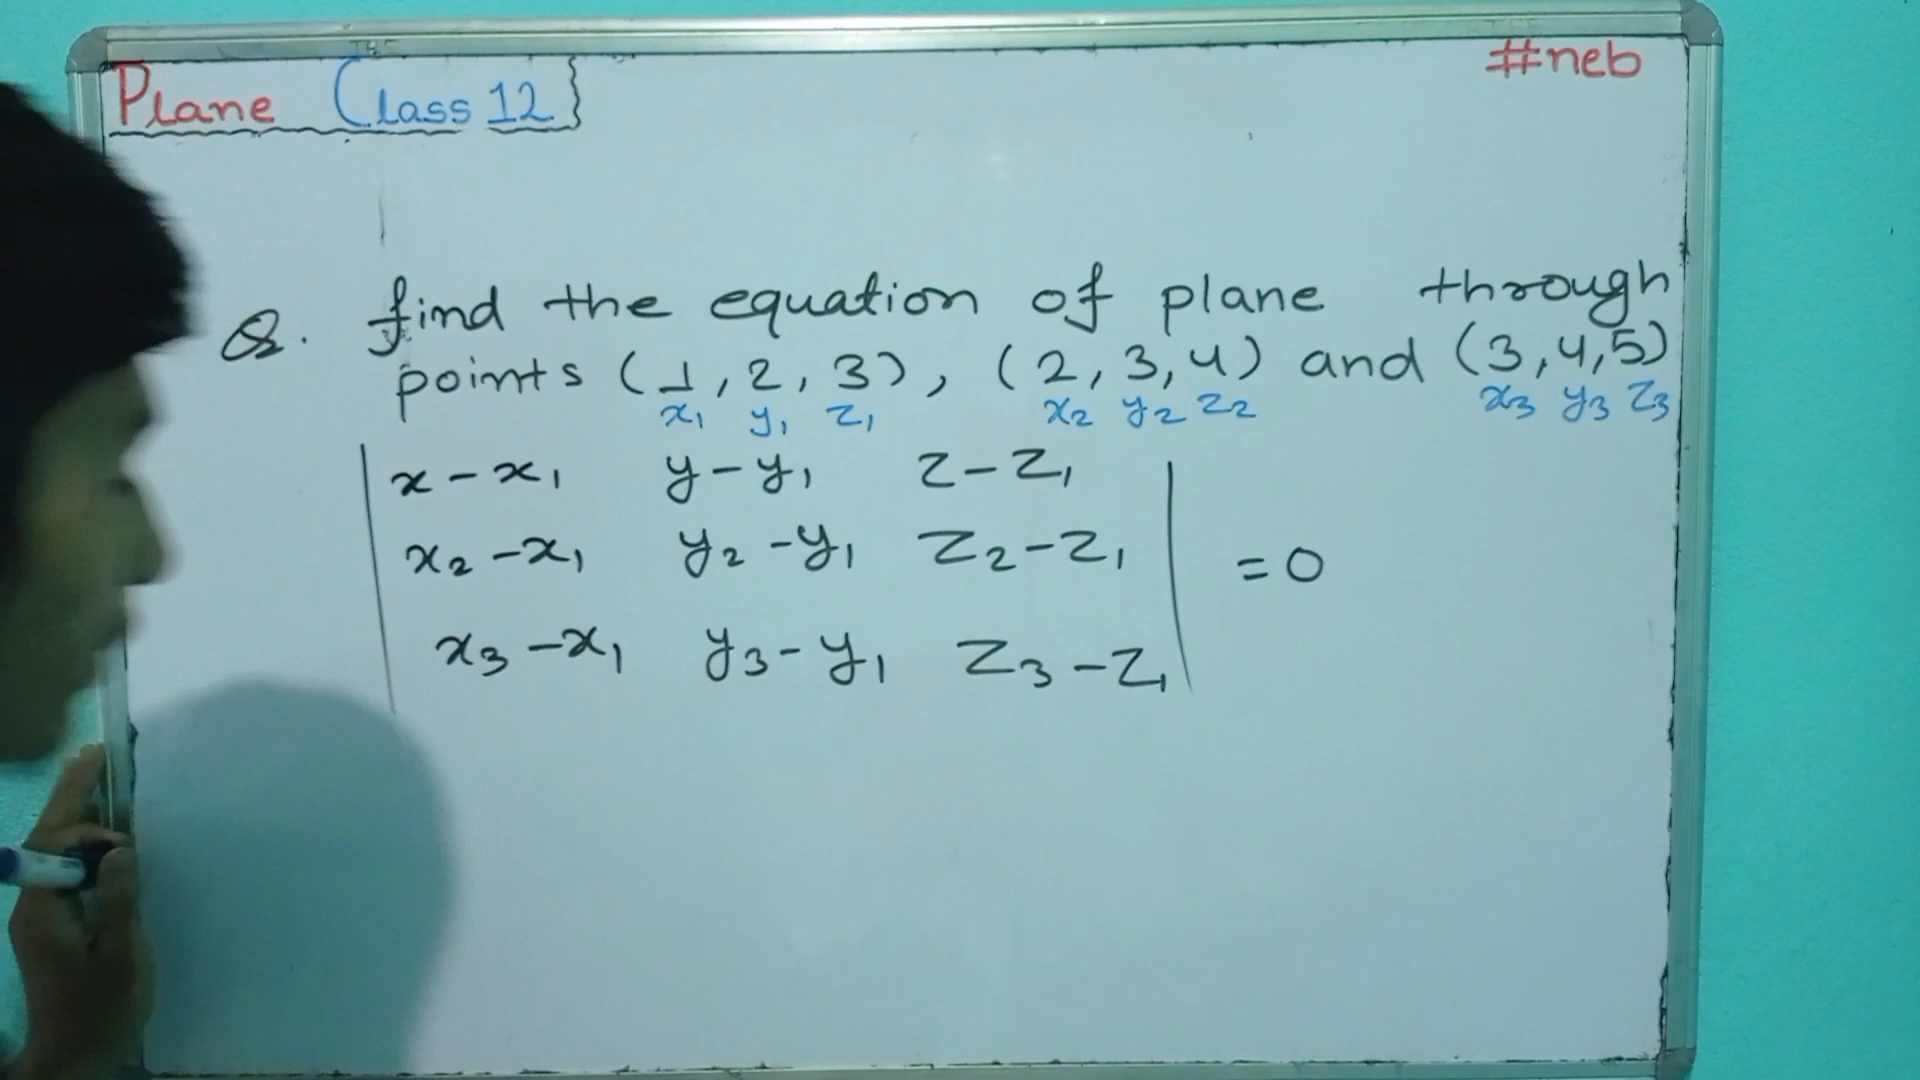 Plane Class 12}
#neb
Q. find the equation of plane through
points (1, 2, 3), (2, 3, 4) and (3, 4, 5)
x₁ y₁ z₁ x₂ y₂ z₂ x₃ y₃ z₃
| x - x₁ y - y₁ z - z₁ |
| x₂ - x₁ y₂ - y₁ z₂ - z₁ | = 0
| x₃ - x₁ y₃ - y₁ z₃ - z₁ |